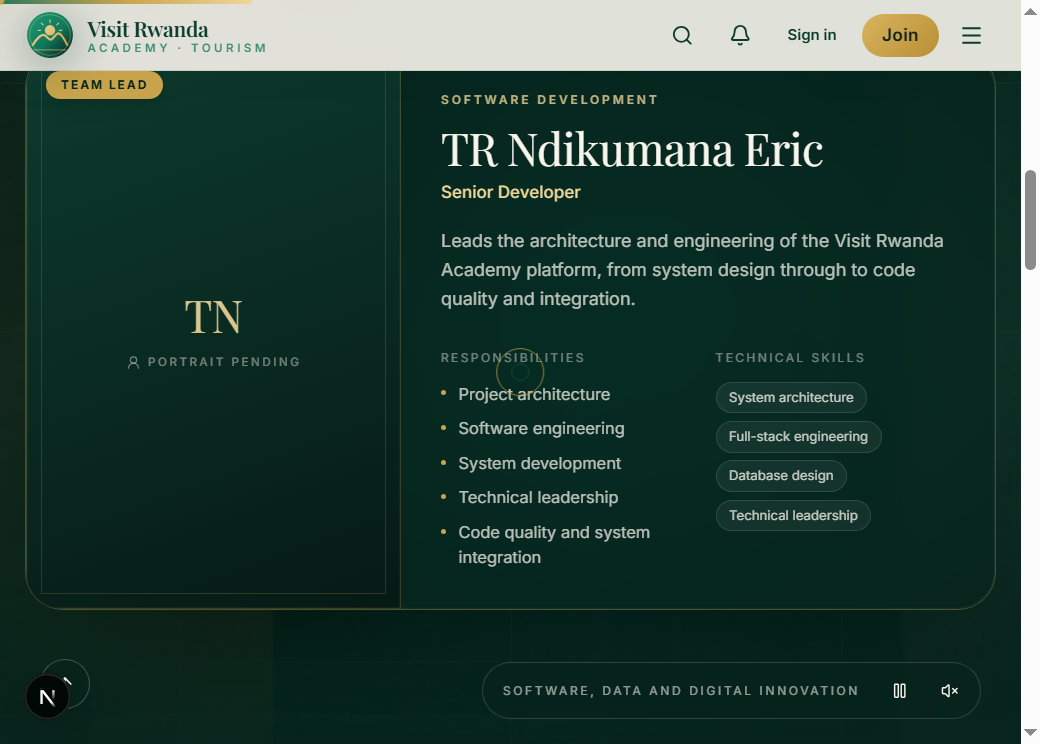 Visit Rwanda
ACADEMY · TOURISM
Sign in
Join
TEAM LEAD
TN
PORTRAIT PENDING
SOFTWARE DEVELOPMENT
TR Ndikumana Eric
Senior Developer
Leads the architecture and engineering of the Visit Rwanda
Academy platform, from system design through to code
quality and integration.
RESPONSIBILITIES
• Project architecture
• Software engineering
• System development
• Technical leadership
• Code quality and system
integration
TECHNICAL SKILLS
System architecture
Full-stack engineering
Database design
Technical leadership
N
SOFTWARE, DATA AND DIGITAL INNOVATION